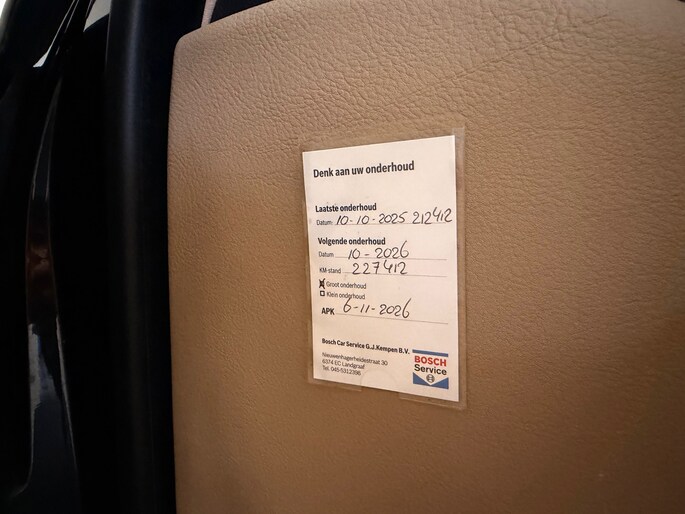 Denk aan uw onderhoud
Laatste onderhoud
Datum 10-10-2025 212412
Volgende onderhoud
Datum 10-2026
KM-stand 227412
Groot onderhoud
Klein onderhoud
APK 6-11-2026
Bosch Car Service G.J. Kempen B.V.
Nieuwenhagerheidestraat 30
6374 EC Landgraaf
Tel. 045-5312396
BOSCH
Service